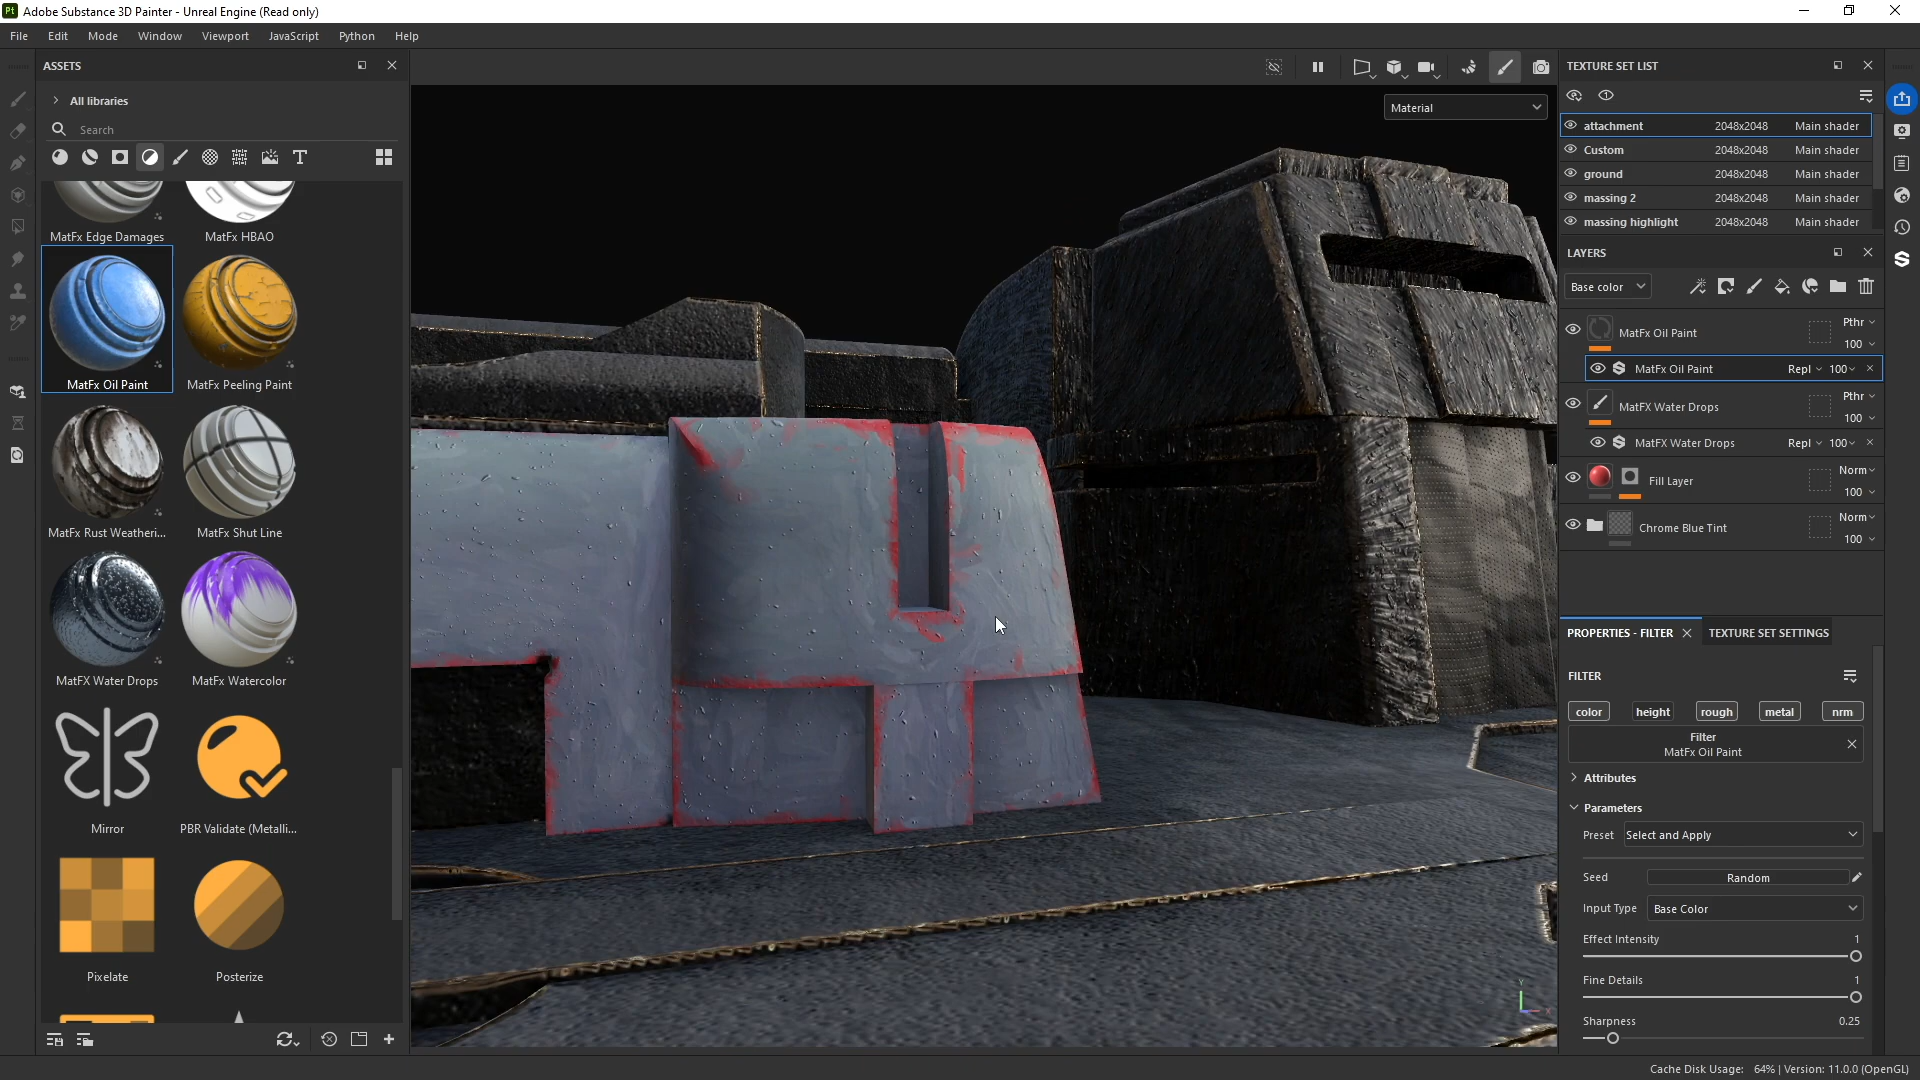 Pt Adobe Substance 3D Painter - Unreal Engine (Read only)
File Edit Mode Window Viewport JavaScript Python Help
ASSETS
All libraries
Search
MatFx Edge Damages MatFx HBAO
MatFx Oil Paint MatFx Peeling Paint
MatFx Rust Weatheri... MatFx Shut Line
MatFX Water Drops MatFx Watercolor
Mirror PBR Validate (Metalli...
Pixelate Posterize
Material
Y
TEXTURE SET LIST
attachment 2048x2048 Main shader
Custom 2048x2048 Main shader
ground 2048x2048 Main shader
massing 2 2048x2048 Main shader
massing highlight 2048x2048 Main shader
LAYERS
Base color
MatFx Oil Paint Pthr 100
MatFx Oil Paint Repl 100
MatFX Water Drops Pthr 100
MatFX Water Drops Repl 100
Fill Layer Norm 100
Chrome Blue Tint Norm 100
PROPERTIES - FILTER TEXTURE SET SETTINGS
FILTER
color height rough metal nrm
Filter
MatFx Oil Paint
Attributes
Parameters
Preset Select and Apply
Seed Random
Input Type Base Color
Effect Intensity 1
Fine Details 1
Sharpness 0.25
Cache Disk Usage: 64% | Version: 11.0.0 (OpenGL)